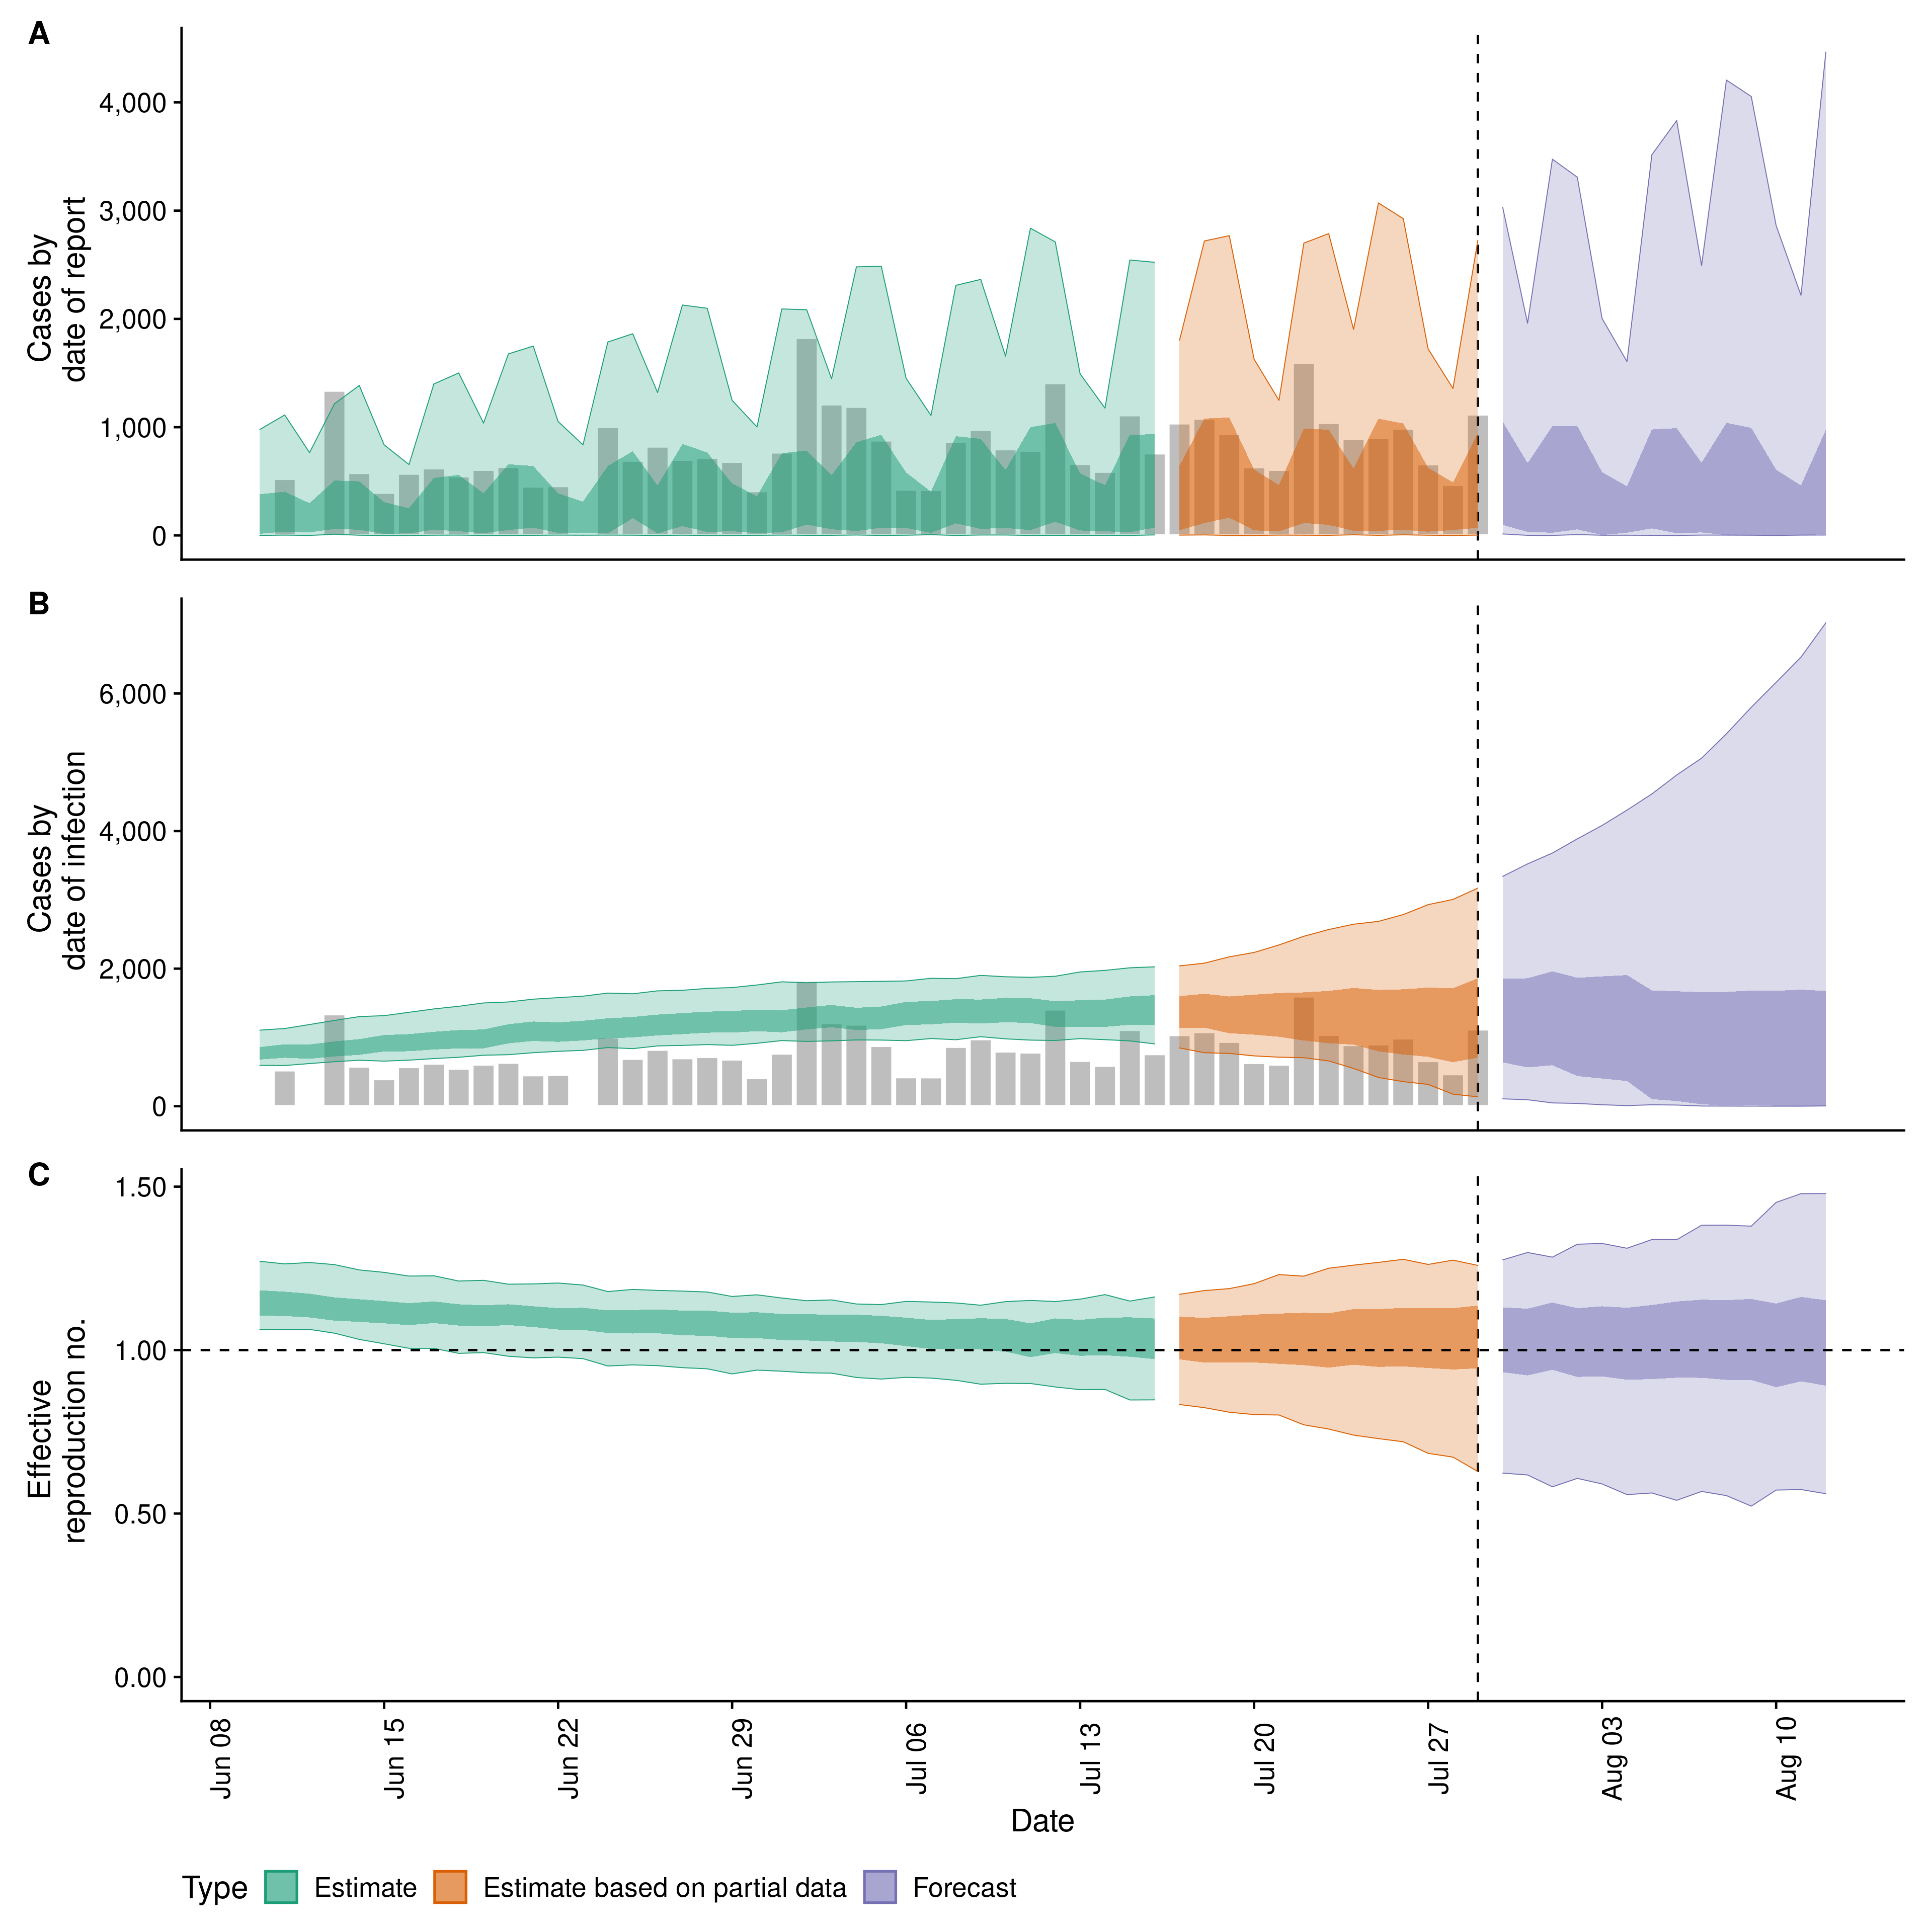 A
Cases by
date of report
4,000
3,000
2,000
1,000
0
B
Cases by
date of infection
6,000
4,000
2,000
0
C
Effective
reproduction no.
1.50
1.00
0.50
0.00
Jun 08
Jun 15
Jun 22
Jun 29
Jul 06
Jul 13
Jul 20
Jul 27
Aug 03
Aug 10
Date
Type Estimate Estimate based on partial data Forecast